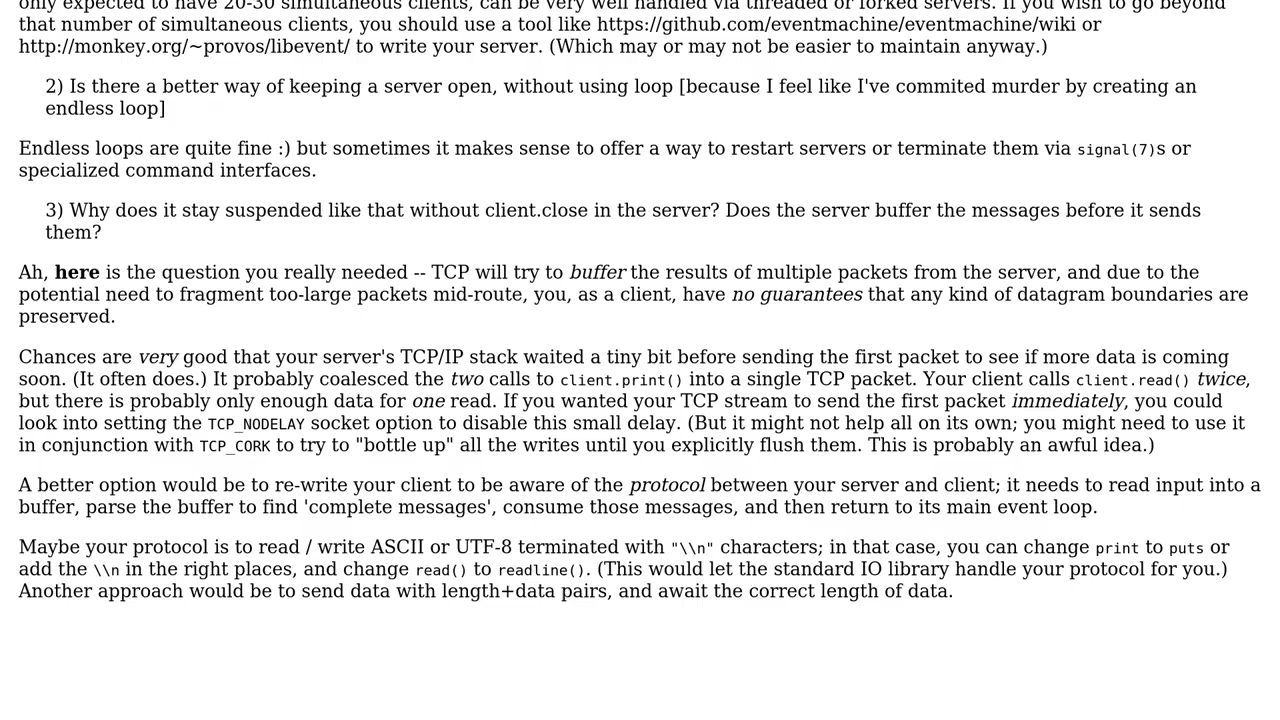 only expected to have 20-30 simultaneous clients, can be very well handled via threaded or forked servers. If you wish to go beyond
that number of simultaneous clients, you should use a tool like https://github.com/eventmachine/eventmachine/wiki or
http://monkey.org/~provos/libevent/ to write your server. (Which may or may not be easier to maintain anyway.)
2) Is there a better way of keeping a server open, without using loop [because I feel like I've commited murder by creating an
endless loop]
Endless loops are quite fine :) but sometimes it makes sense to offer a way to restart servers or terminate them via signal(7)s or
specialized command interfaces.
3) Why does it stay suspended like that without client.close in the server? Does the server buffer the messages before it sends
them?
Ah, here is the question you really needed -- TCP will try to buffer the results of multiple packets from the server, and due to the
potential need to fragment too-large packets mid-route, you, as a client, have no guarantees that any kind of datagram boundaries are
preserved.
Chances are very good that your server's TCP/IP stack waited a tiny bit before sending the first packet to see if more data is coming
soon. (It often does.) It probably coalesced the two calls to client.print() into a single TCP packet. Your client calls client.read() twice,
but there is probably only enough data for one read. If you wanted your TCP stream to send the first packet immediately, you could
look into setting the TCP_NODELAY socket option to disable this small delay. (But it might not help all on its own; you might need to use it
in conjunction with TCP_CORK to try to "bottle up" all the writes until you explicitly flush them. This is probably an awful idea.)
A better option would be to re-write your client to be aware of the protocol between your server and client; it needs to read input into a
buffer, parse the buffer to find 'complete messages', consume those messages, and then return to its main event loop.
Maybe your protocol is to read / write ASCII or UTF-8 terminated with "\\n" characters; in that case, you can change print to puts or
add the \\n in the right places, and change read() to readline(). (This would let the standard IO library handle your protocol for you.)
Another approach would be to send data with length+data pairs, and await the correct length of data.